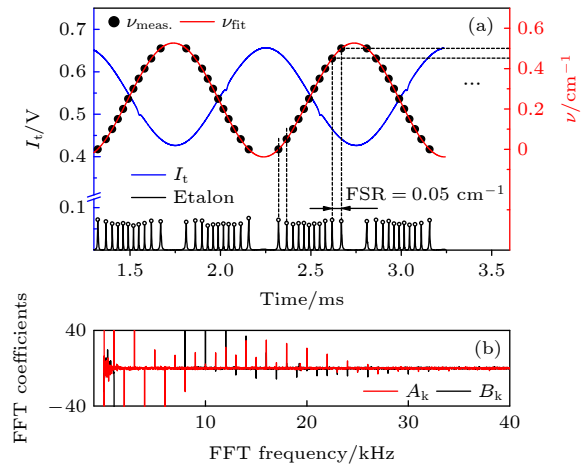 ν_meas. ν_fit (a)
0.7
0.6
0.5
0.4
0.1
I_t/V
0.4
0.2
0
ν/cm⁻¹
...
I_t
Etalon
FSR = 0.05 cm⁻¹
1.5 2.0 2.5 3.0 3.5
Time/ms
FFT coefficients
40
-40
(b)
A_k B_k
10 20 30 40
FFT frequency/kHz